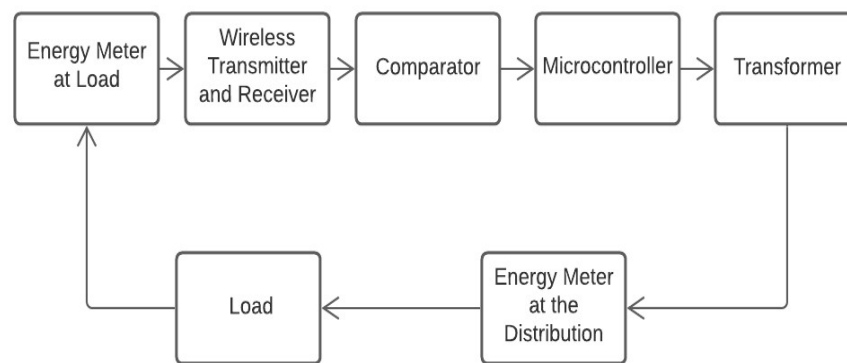 Energy Meter
at Load
Wireless
Transmitter
and Receiver
Comparator
Microcontroller
Transformer
Load
Energy Meter
at the
Distribution